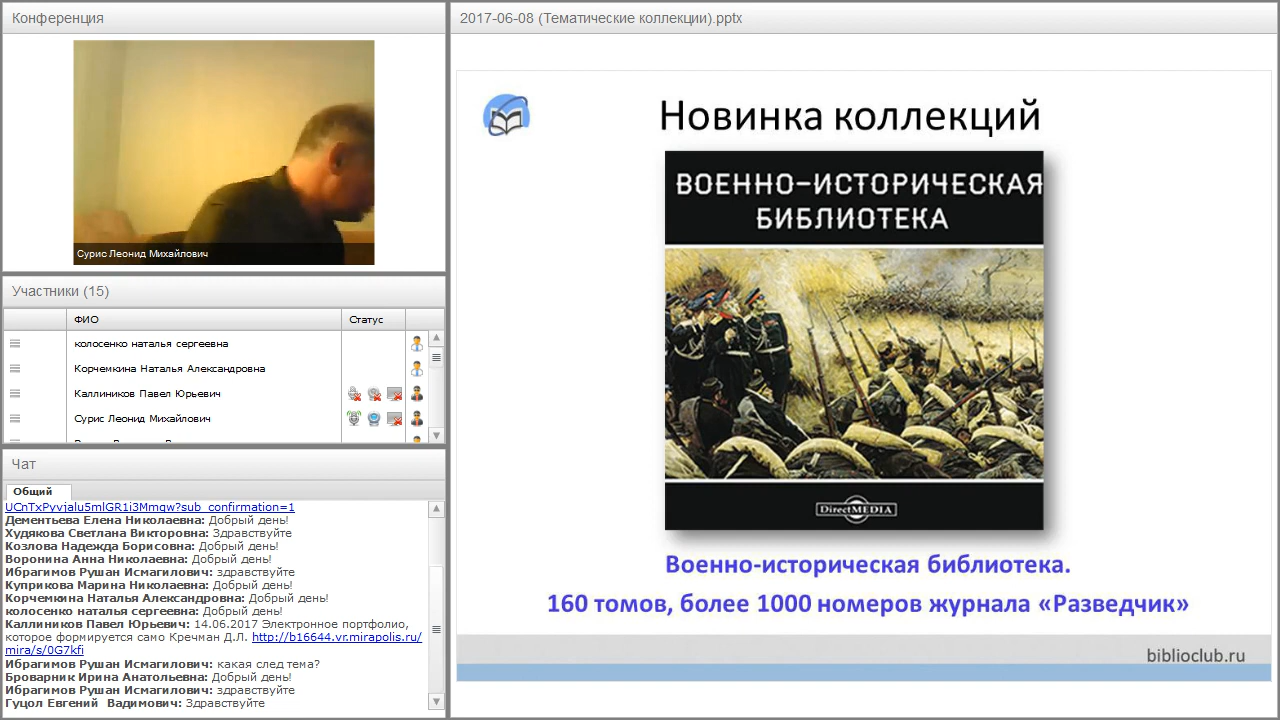 Конференция
Сурис Леонид Михайлович
Участники (15)
ФИО
Статус
колосенко наталья сергеевна
Корчемкина Наталья Александровна
Каллиников Павел Юрьевич
Сурис Леонид Михайлович
Чат
Общий
UCnTxPyvjalu5mlGR1i3Mmqw?sub_confirmation=1
Дементьева Елена Николаевна: Добрый день!
Худякова Светлана Викторовна: Здравствуйте
Козлова Надежда Борисовна: Добрый день!
Воронина Анна Николаевна: Добрый день!
Ибрагимов Рушан Исмагилович: здравствуйте
Куприкова Марина Николаевна: Добрый день!
Корчемкина Наталья Александровна: Добрый день!
колосенко наталья сергеевна: Добрый день!
Каллиников Павел Юрьевич: 14.06.2017 Электронное портфолио,
которое формируется само Кречман Д.Л. http://b16644.vr.mirapolis.ru/
mira/s/0G7kfi
Ибрагимов Рушан Исмагилович: какая след тема?
Броварник Ирина Анатольевна: Добрый день!
Ибрагимов Рушан Исмагилович: здравствуйте
Гуцол Евгений Вадимович: Здравствуйте
2017-06-08 (Тематические коллекции).pptx
Новинка коллекций
ВОЕННО-ИСТОРИЧЕСКАЯ
БИБЛИОТЕКА
DirectMEDIA
Военно-историческая библиотека.
160 томов, более 1000 номеров журнала «Разведчик»
biblioclub.ru